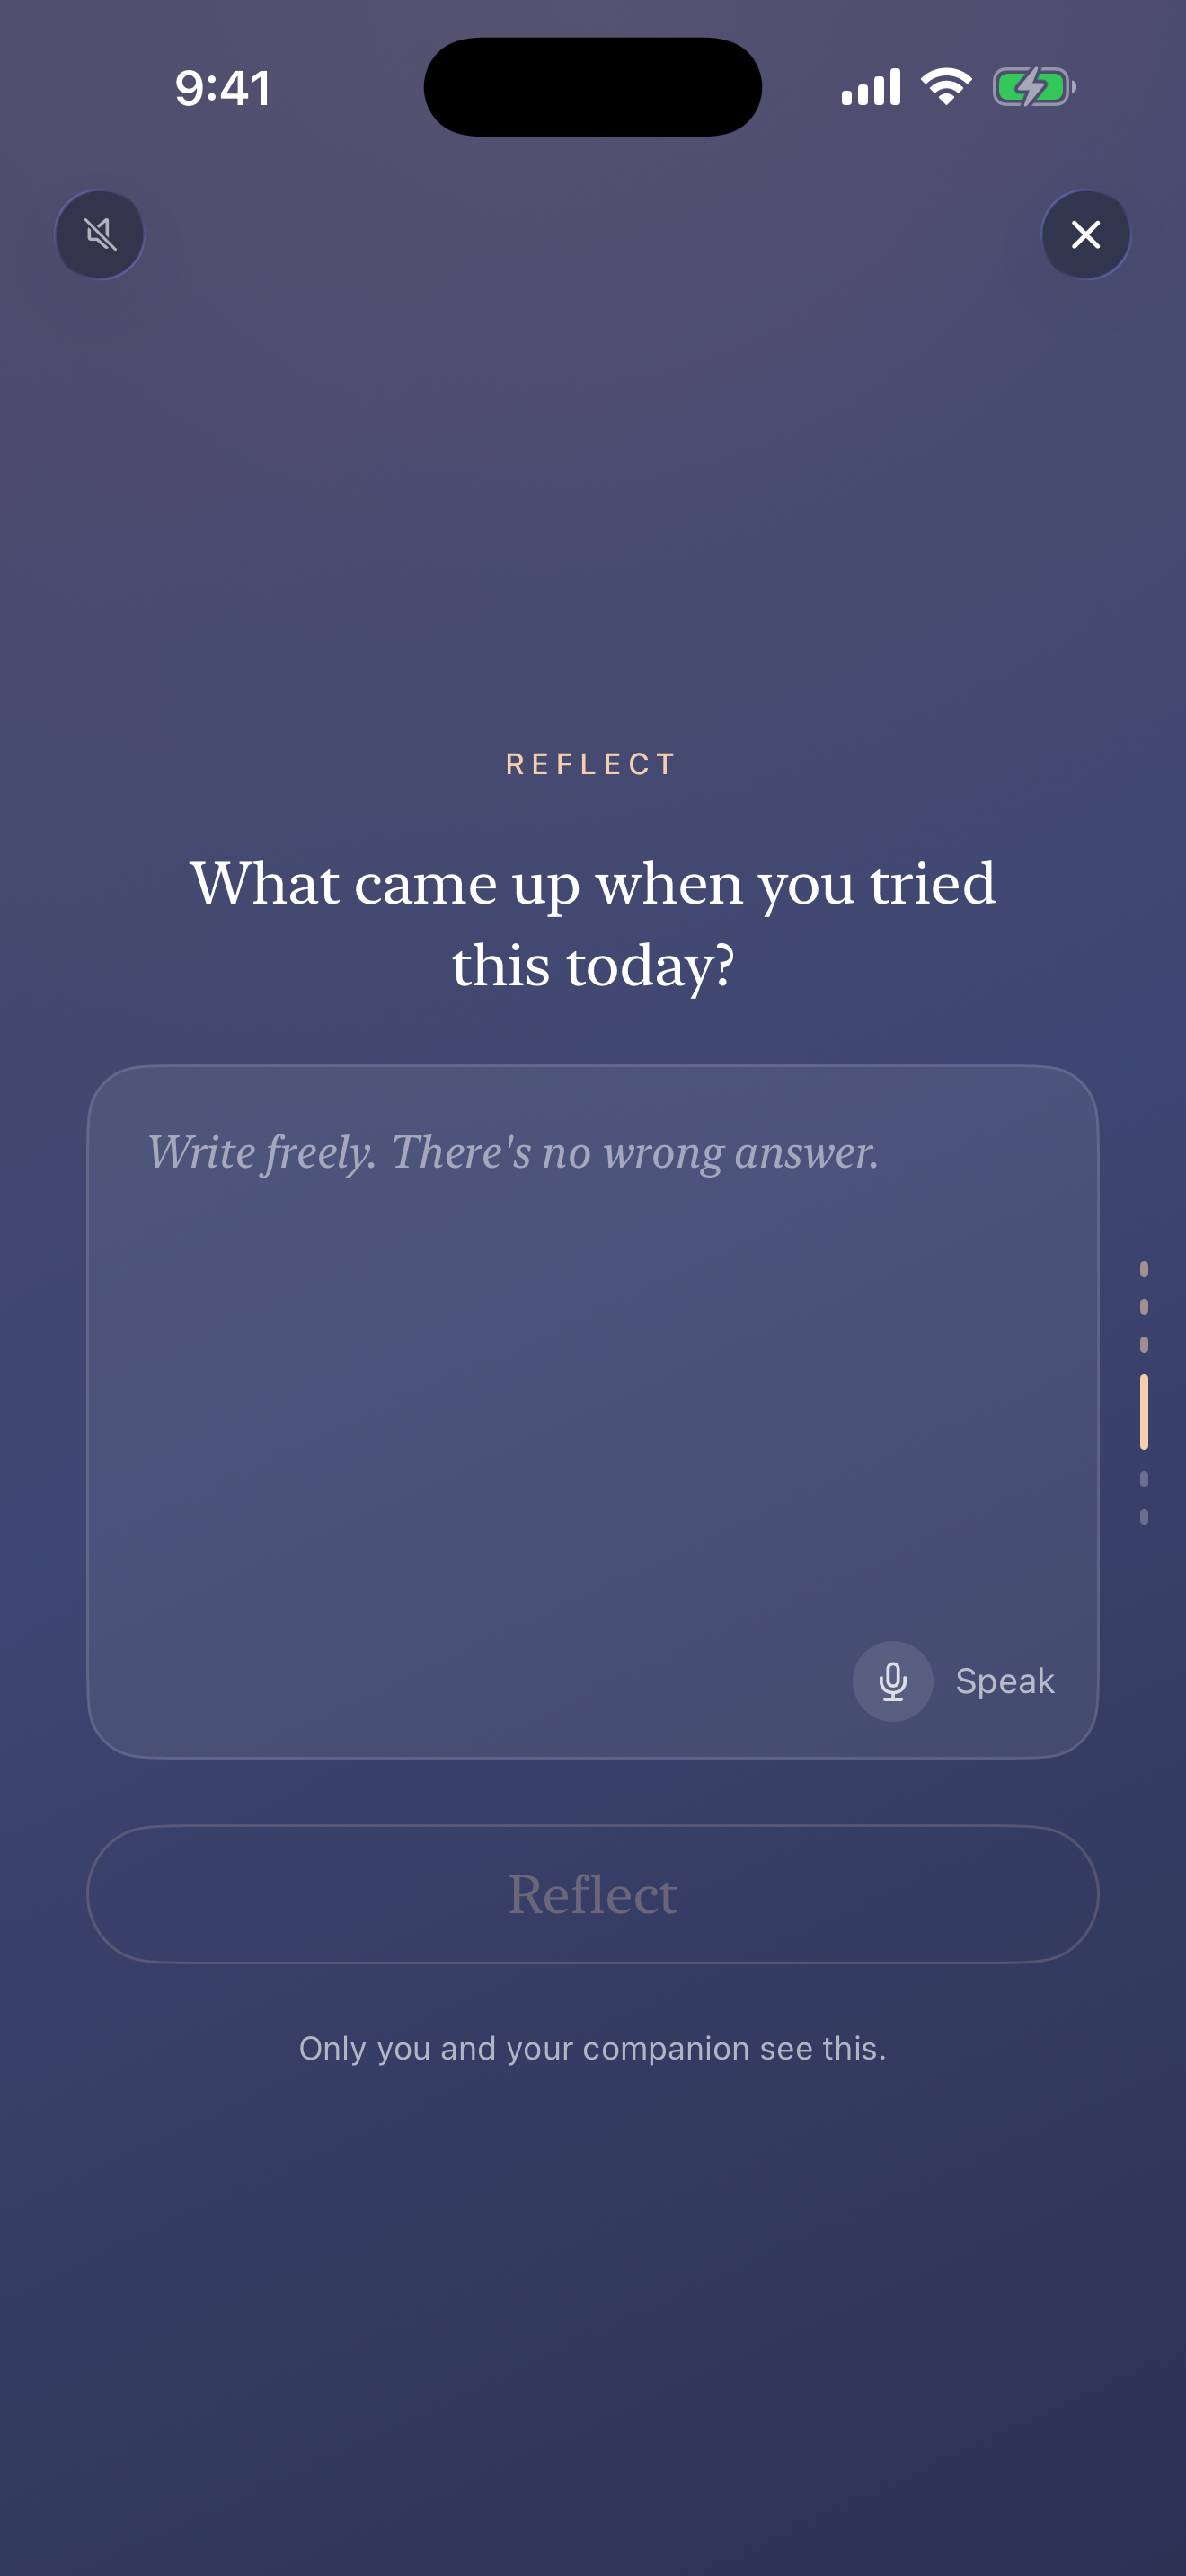 9:41
REFLECT
What came up when you tried
this today?
Write freely. There's no wrong answer.
Speak
Reflect
Only you and your companion see this.